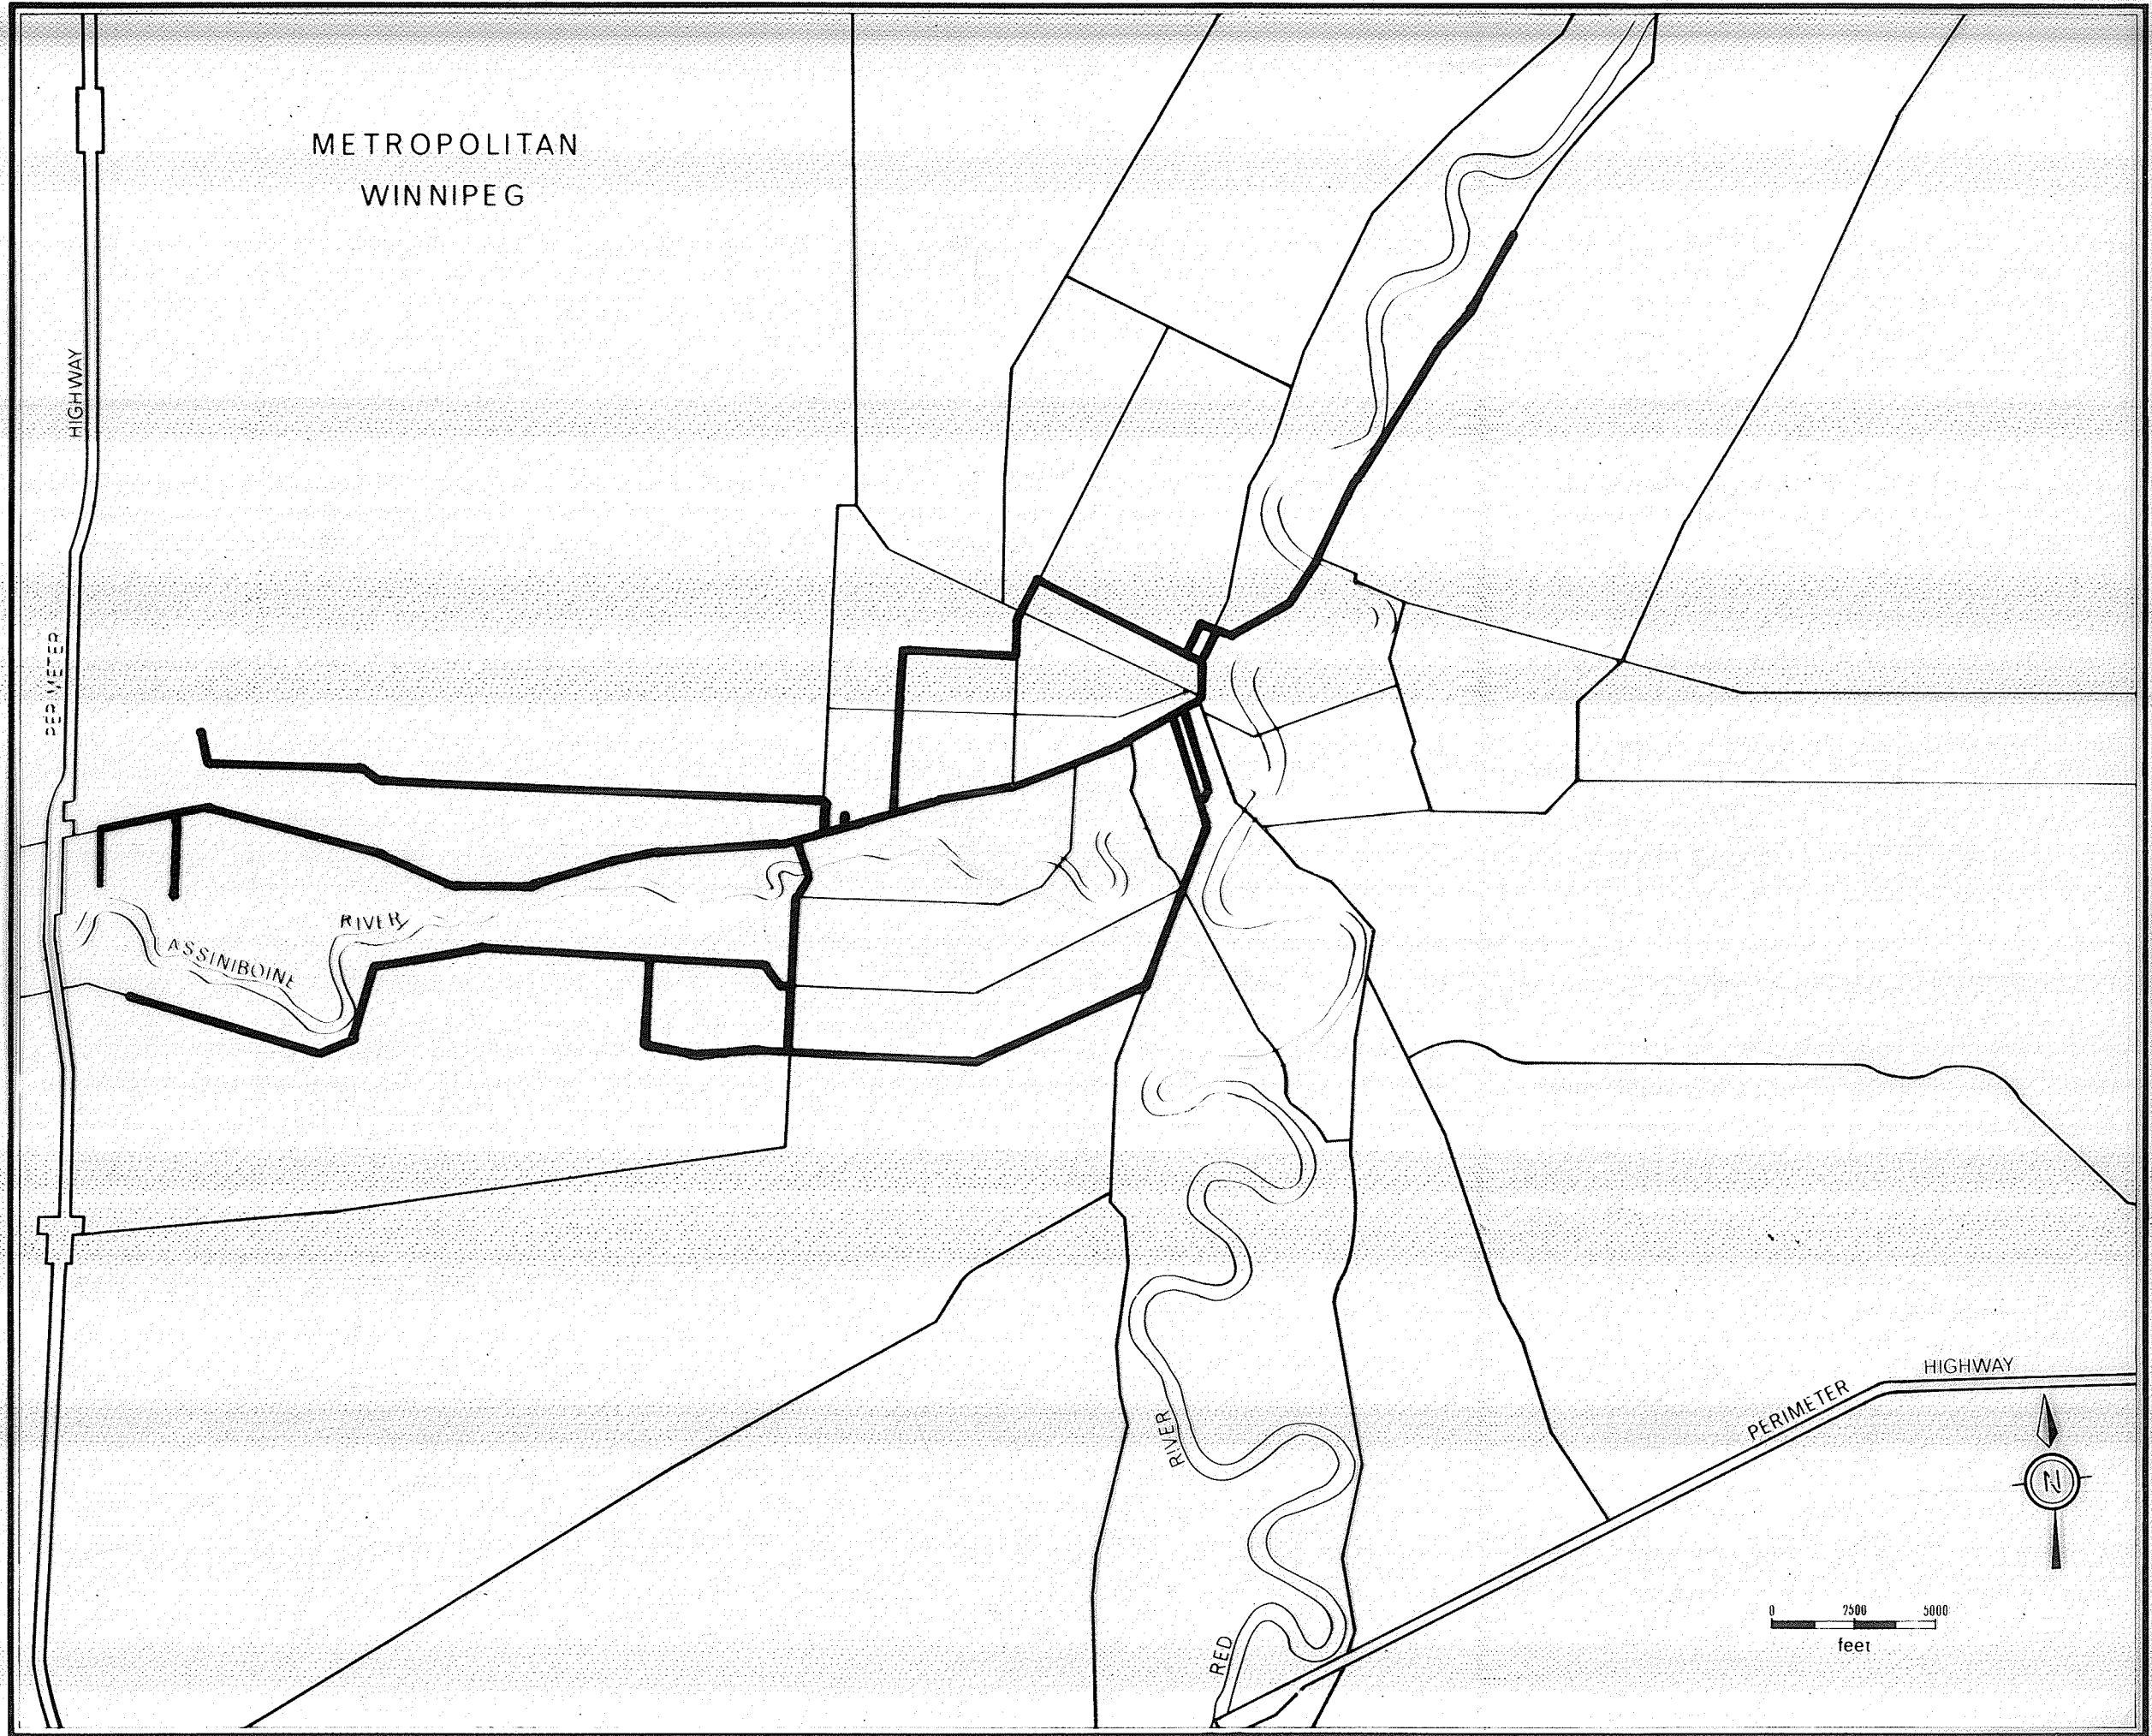 METROPOLITAN
WINNIPEG
HIGHWAY
PERIMETER
RIVER
ASSINIBOINE
HIGHWAY
PERIMETER
RIVER
N
0 2500 5000
feet
RED